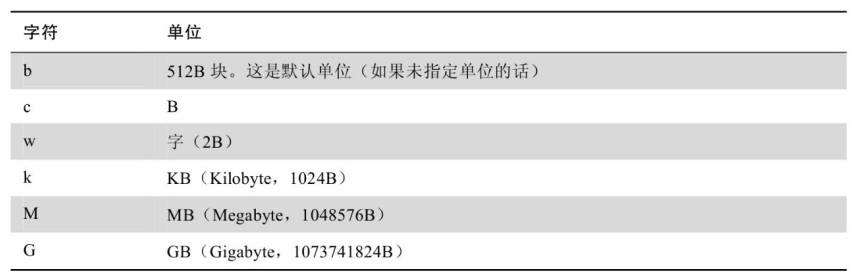 字符 单位
b 512B 块。这是默认单位（如果未指定单位的话）
c B
w 字（2B）
k KB（Kilobyte，1024B）
M MB（Megabyte，1048576B）
G GB（Gigabyte，1073741824B）